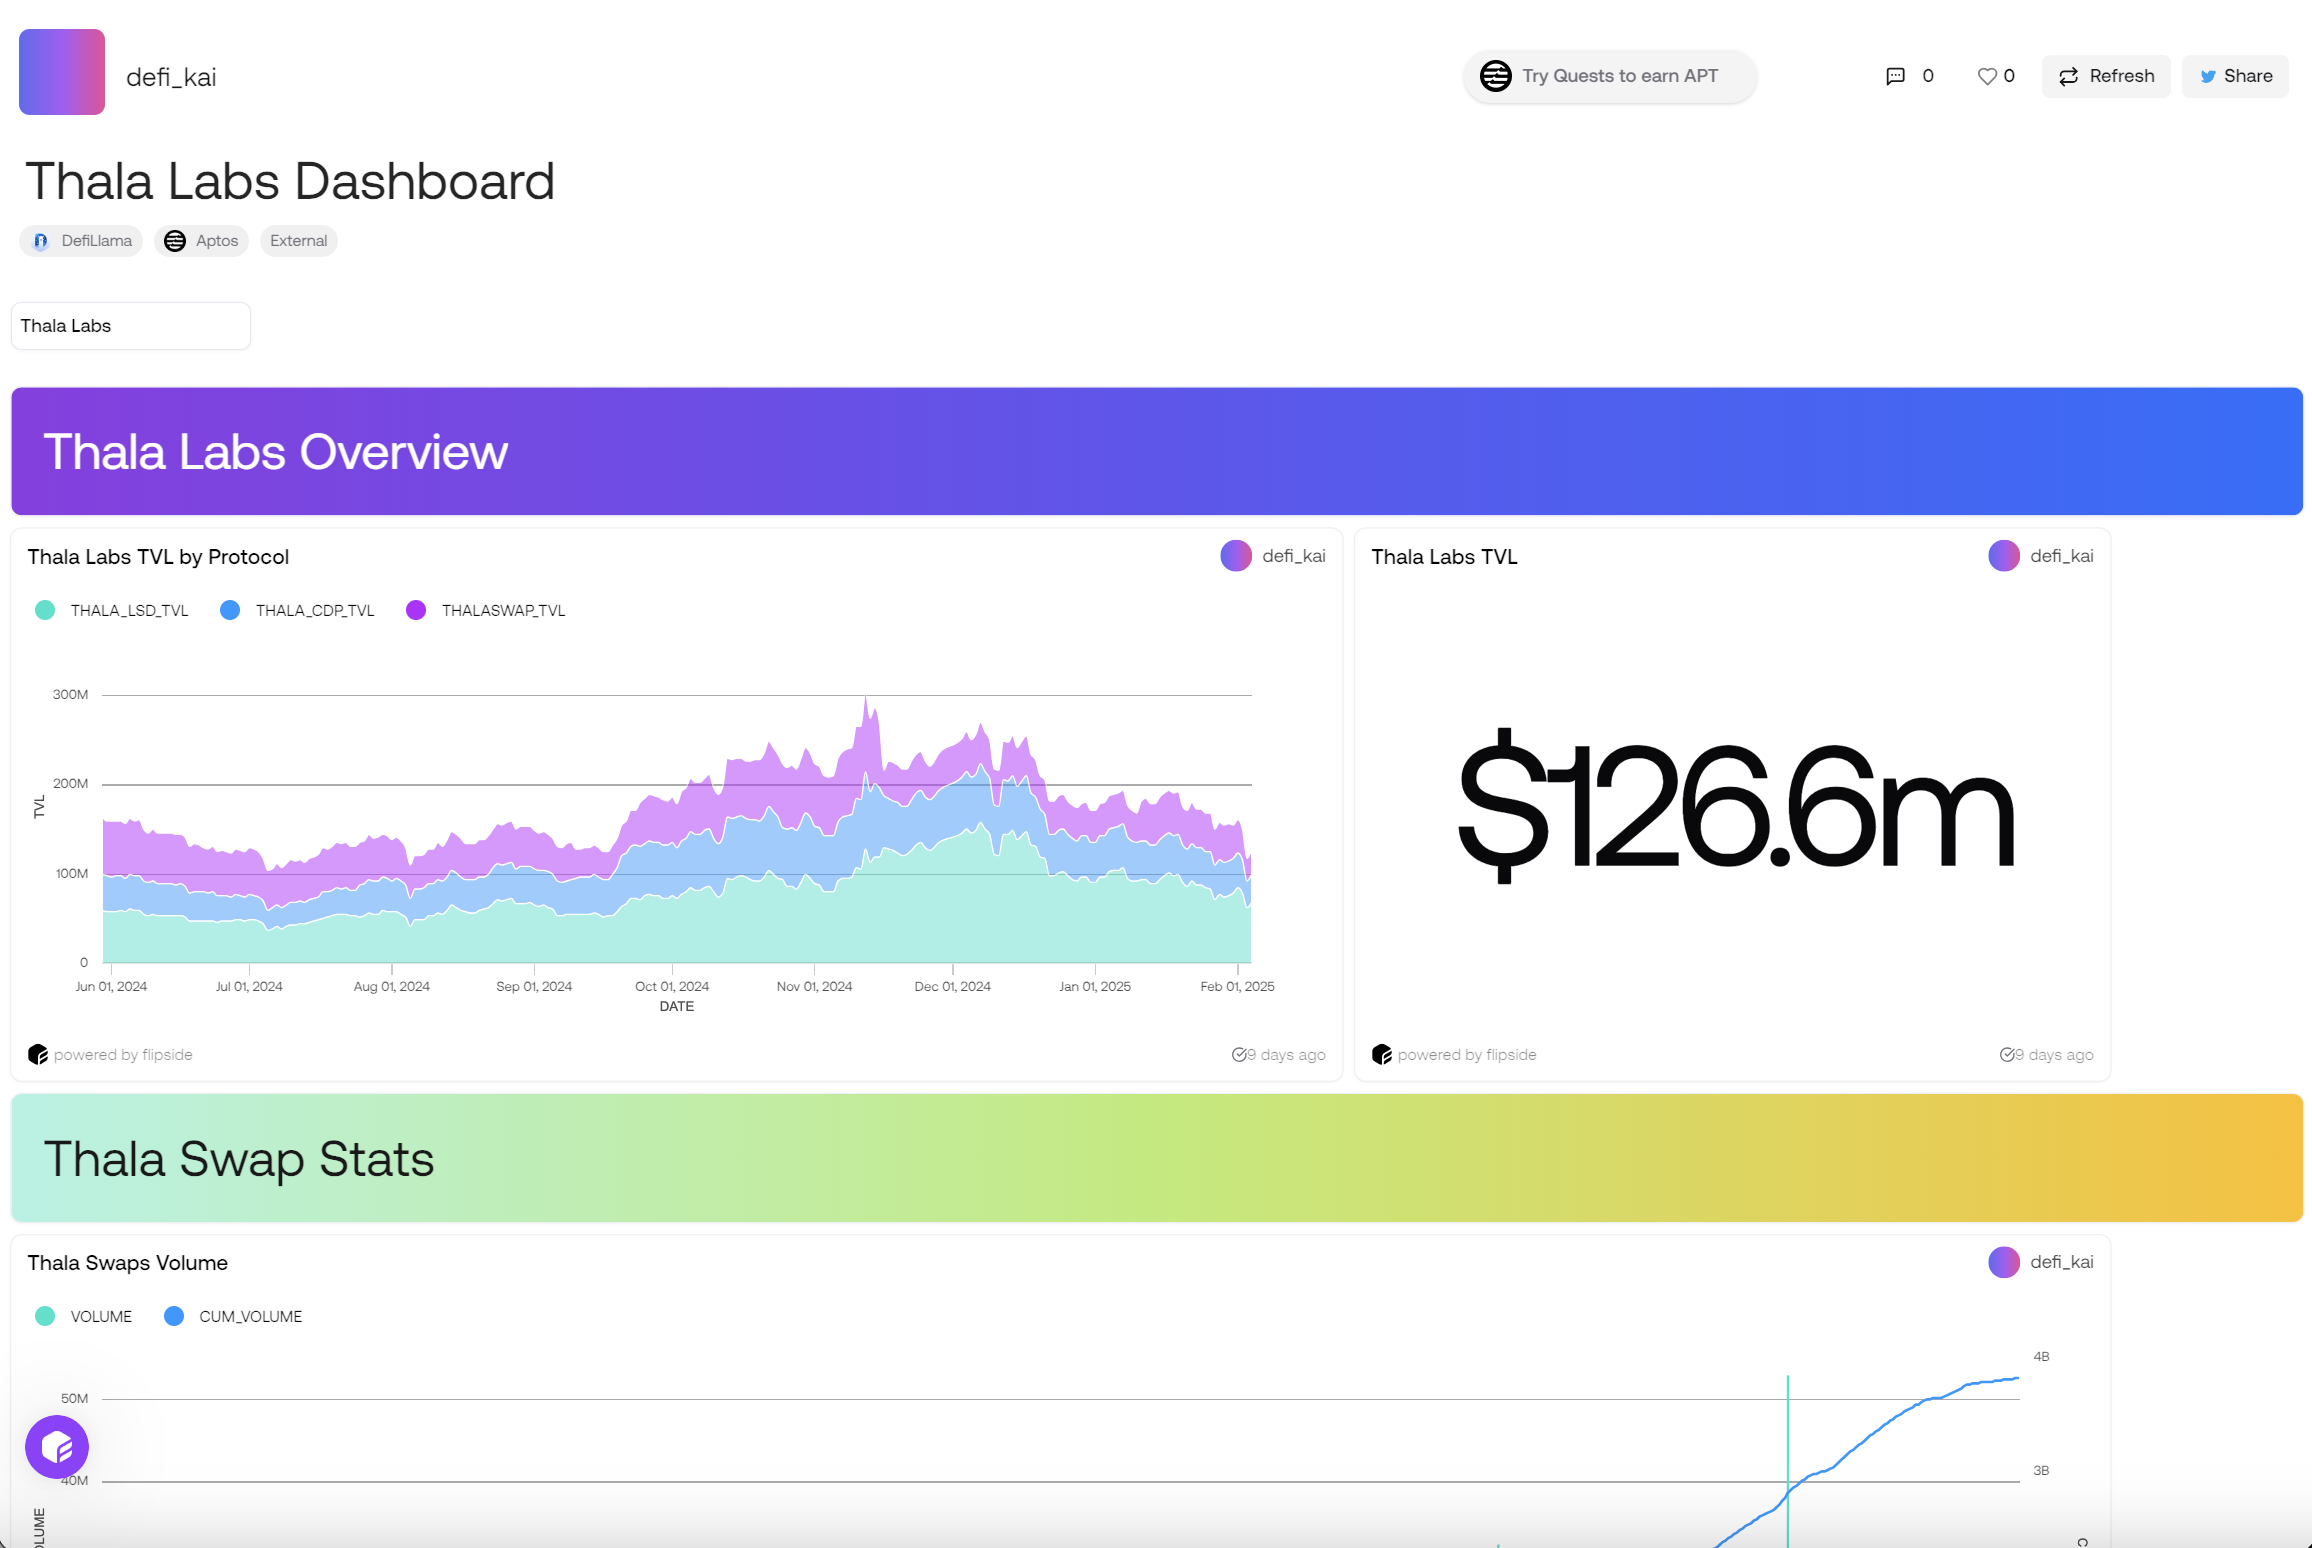 defi_kai
Try Quests to earn APT
0
0
Refresh
Share
Thala Labs Dashboard
DefiLlama
Aptos
External
Thala Labs
Thala Labs Overview
Thala Labs TVL by Protocol
defi_kai
THALA_LSD_TVL
THALA_CDP_TVL
THALASWAP_TVL
300M
200M
100M
0
TVL
Jun 01, 2024
Jul 01, 2024
Aug 01, 2024
Sep 01, 2024
Oct 01, 2024
Nov 01, 2024
Dec 01, 2024
Jan 01, 2025
Feb 01, 2025
DATE
powered by flipside
9 days ago
Thala Labs TVL
defi_kai
$126.6m
powered by flipside
9 days ago
Thala Swap Stats
Thala Swaps Volume
defi_kai
VOLUME
CUM_VOLUME
50M
40M
4B
3B